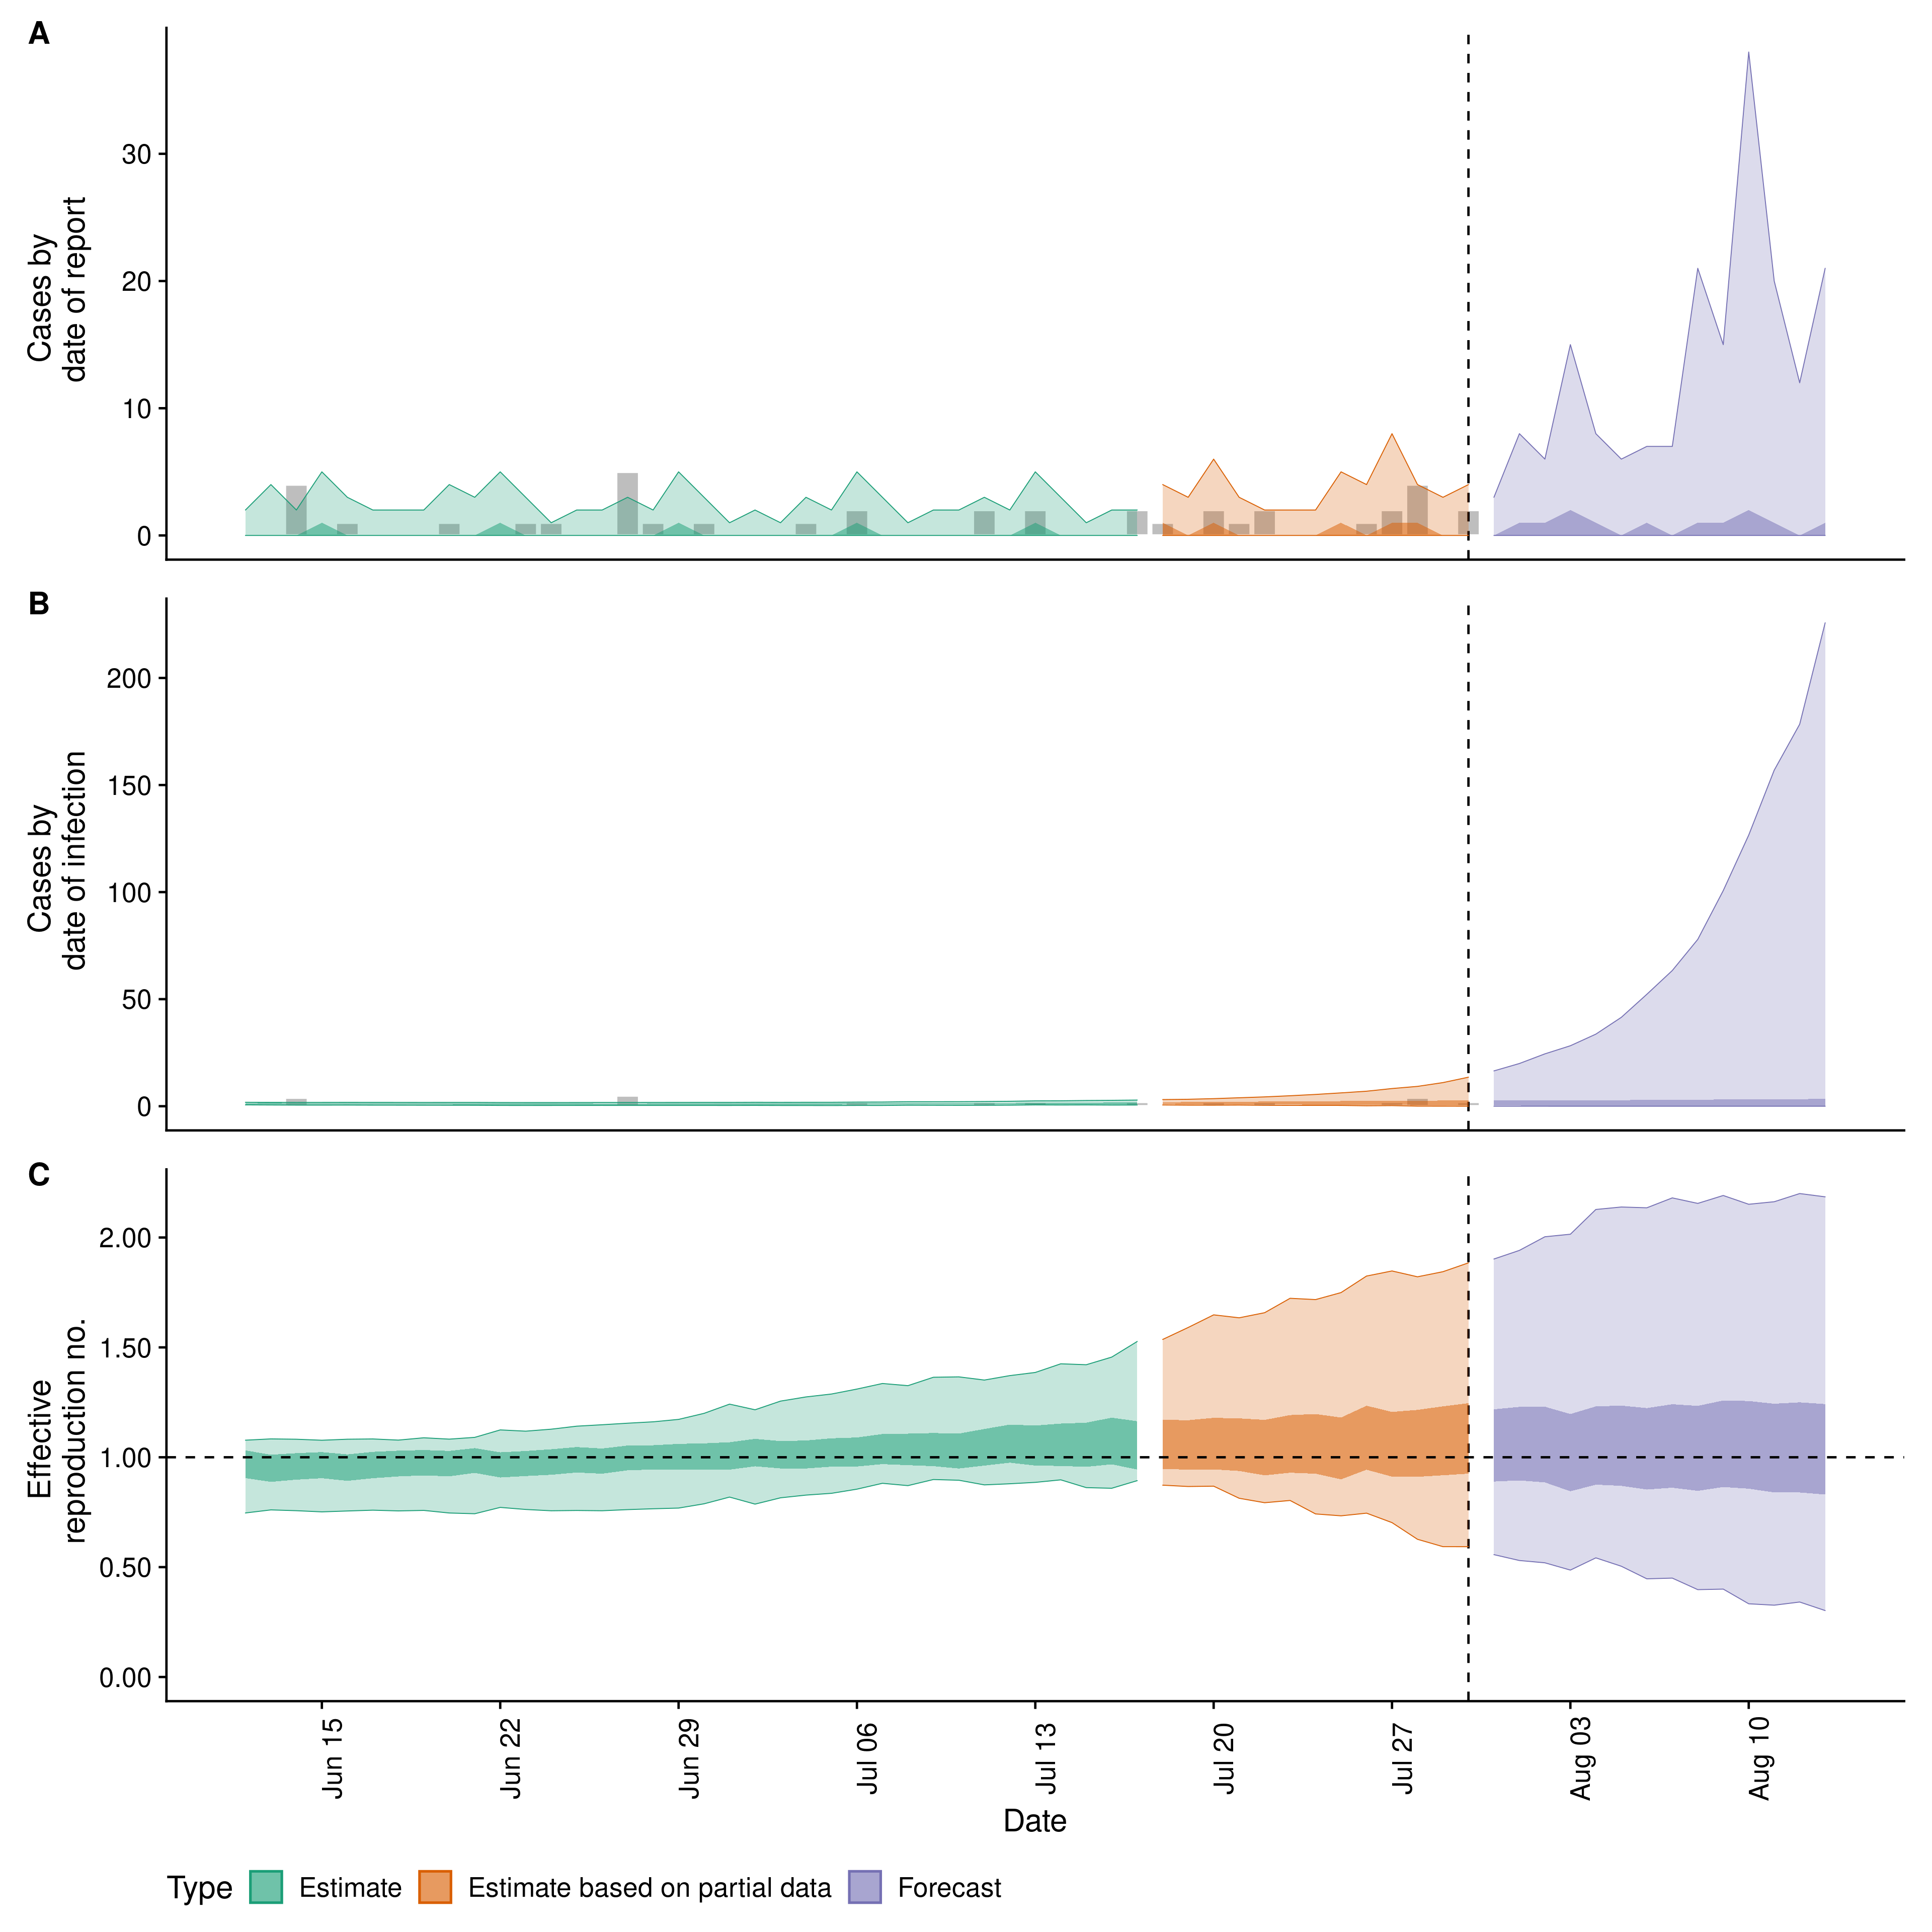 A
Cases by
date of report
30
20
10
0
B
Cases by
date of infection
200
150
100
50
0
C
Effective
reproduction no.
2.00
1.50
1.00
0.50
0.00
Jun 15
Jun 22
Jun 29
Jul 06
Jul 13
Jul 20
Jul 27
Aug 03
Aug 10
Date
Type Estimate Estimate based on partial data Forecast